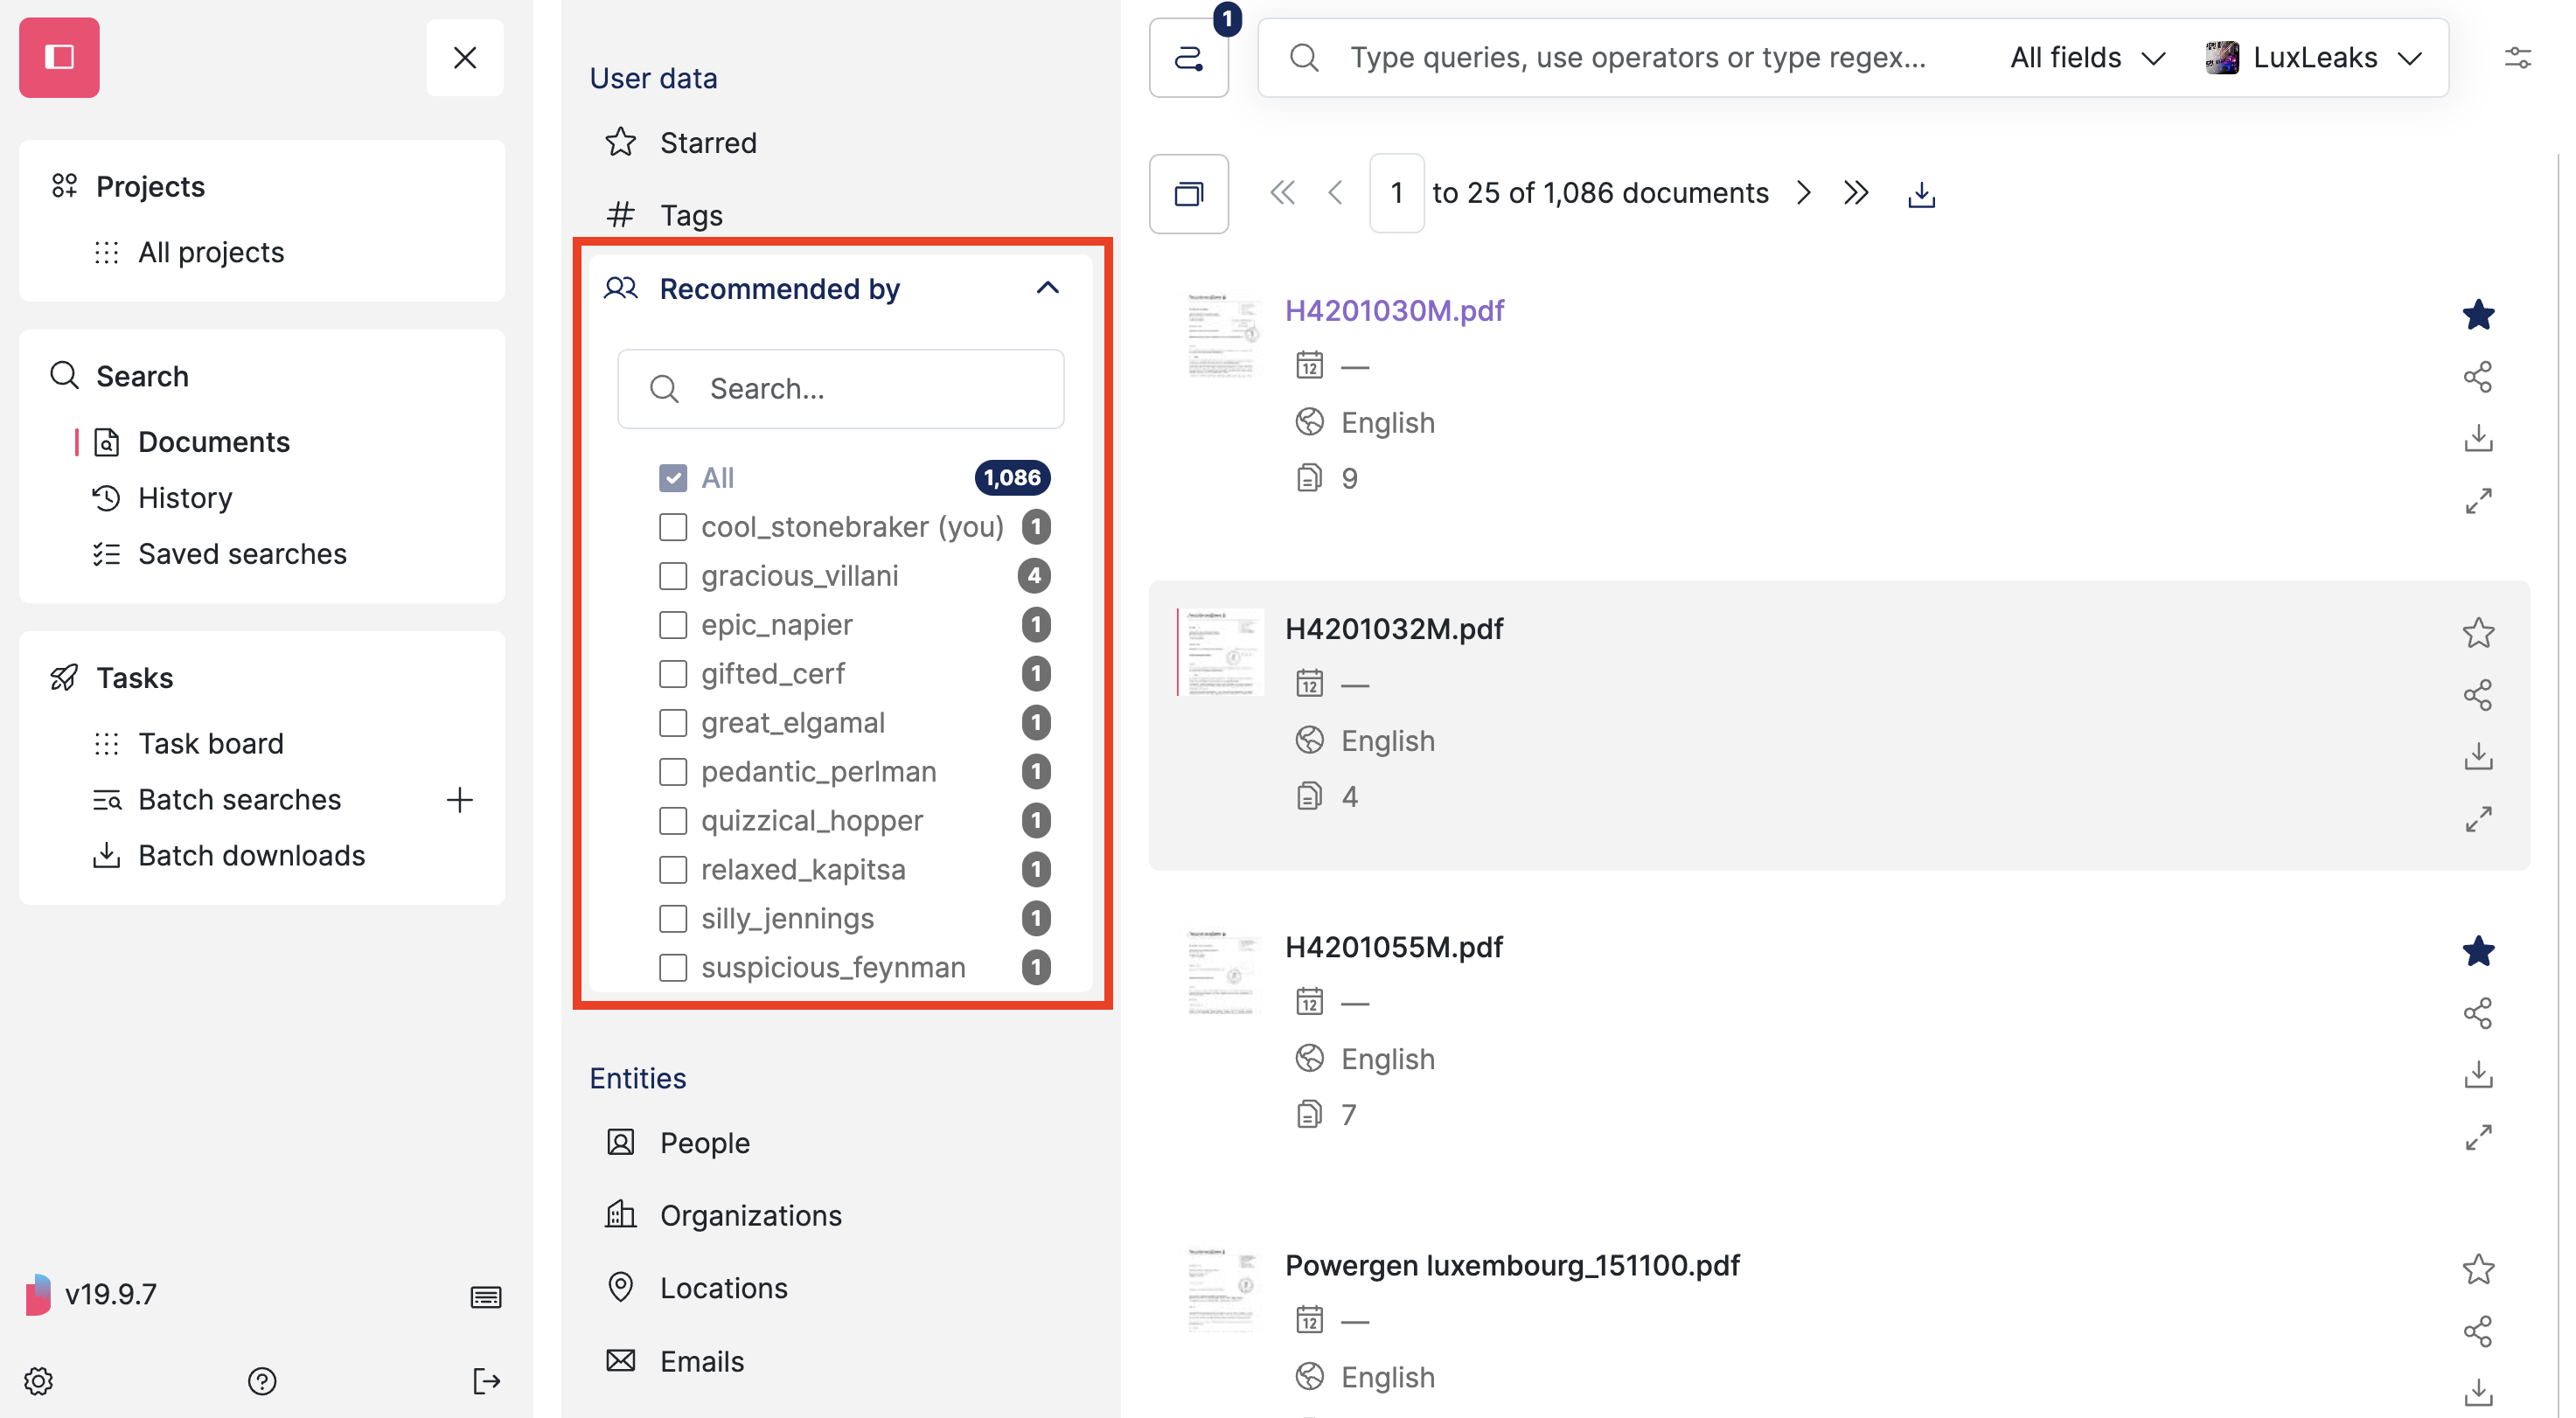 Projects
All projects
Search
Documents
History
Saved searches
Tasks
Task board
Batch searches
Batch downloads
v19.9.7
User data
Starred
Tags
Recommended by
Search...
All 1,086
cool_stonebraker (you) 1
gracious_villani 4
epic_napier 1
gifted_cerf 1
great_elgamal 1
pedantic_perlman 1
quizzical_hopper 1
relaxed_kapitsa 1
silly_jennings 1
suspicious_feynman 1
Entities
People
Organizations
Locations
Emails
1
Type queries, use operators or type regex... All fields LuxLeaks
1 to 25 of 1,086 documents
H4201030M.pdf
12 —
English
9
H4201032M.pdf
12 —
English
4
H4201055M.pdf
12 —
English
7
Powergen luxembourg_151100.pdf
12 —
English